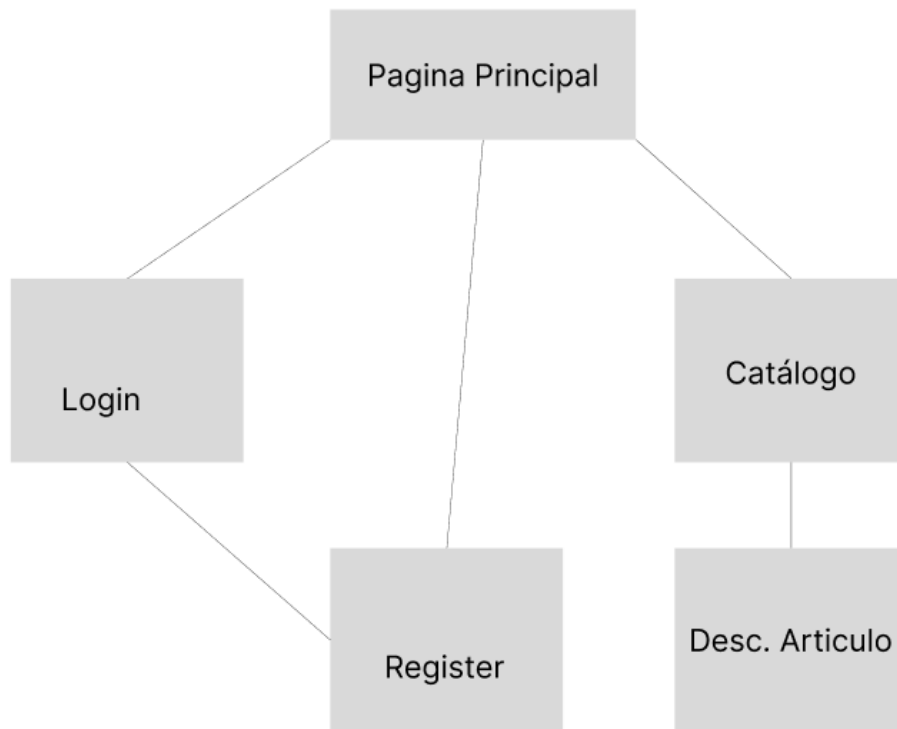 Pagina Principal
Login
Catálogo
Register
Desc. Articulo